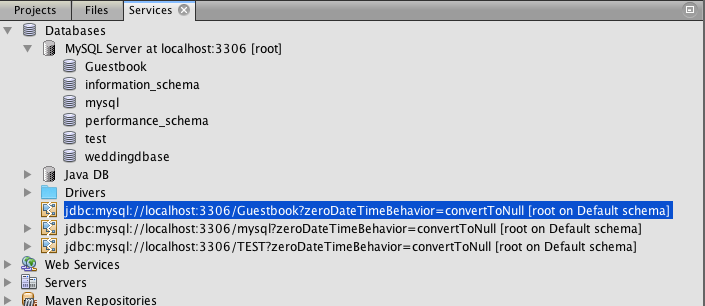 Projects Files Services
Databases
MySQL Server at localhost:3306 [root]
Guestbook
information_schema
mysql
performance_schema
test
weddingdbase
Java DB
Drivers
jdbc:mysql://localhost:3306/Guestbook?zeroDateTimeBehavior=convertToNull [root on Default schema]
jdbc:mysql://localhost:3306/mysql?zeroDateTimeBehavior=convertToNull [root on Default schema]
jdbc:mysql://localhost:3306/TEST?zeroDateTimeBehavior=convertToNull [root on Default schema]
Web Services
Servers
Maven Repositories